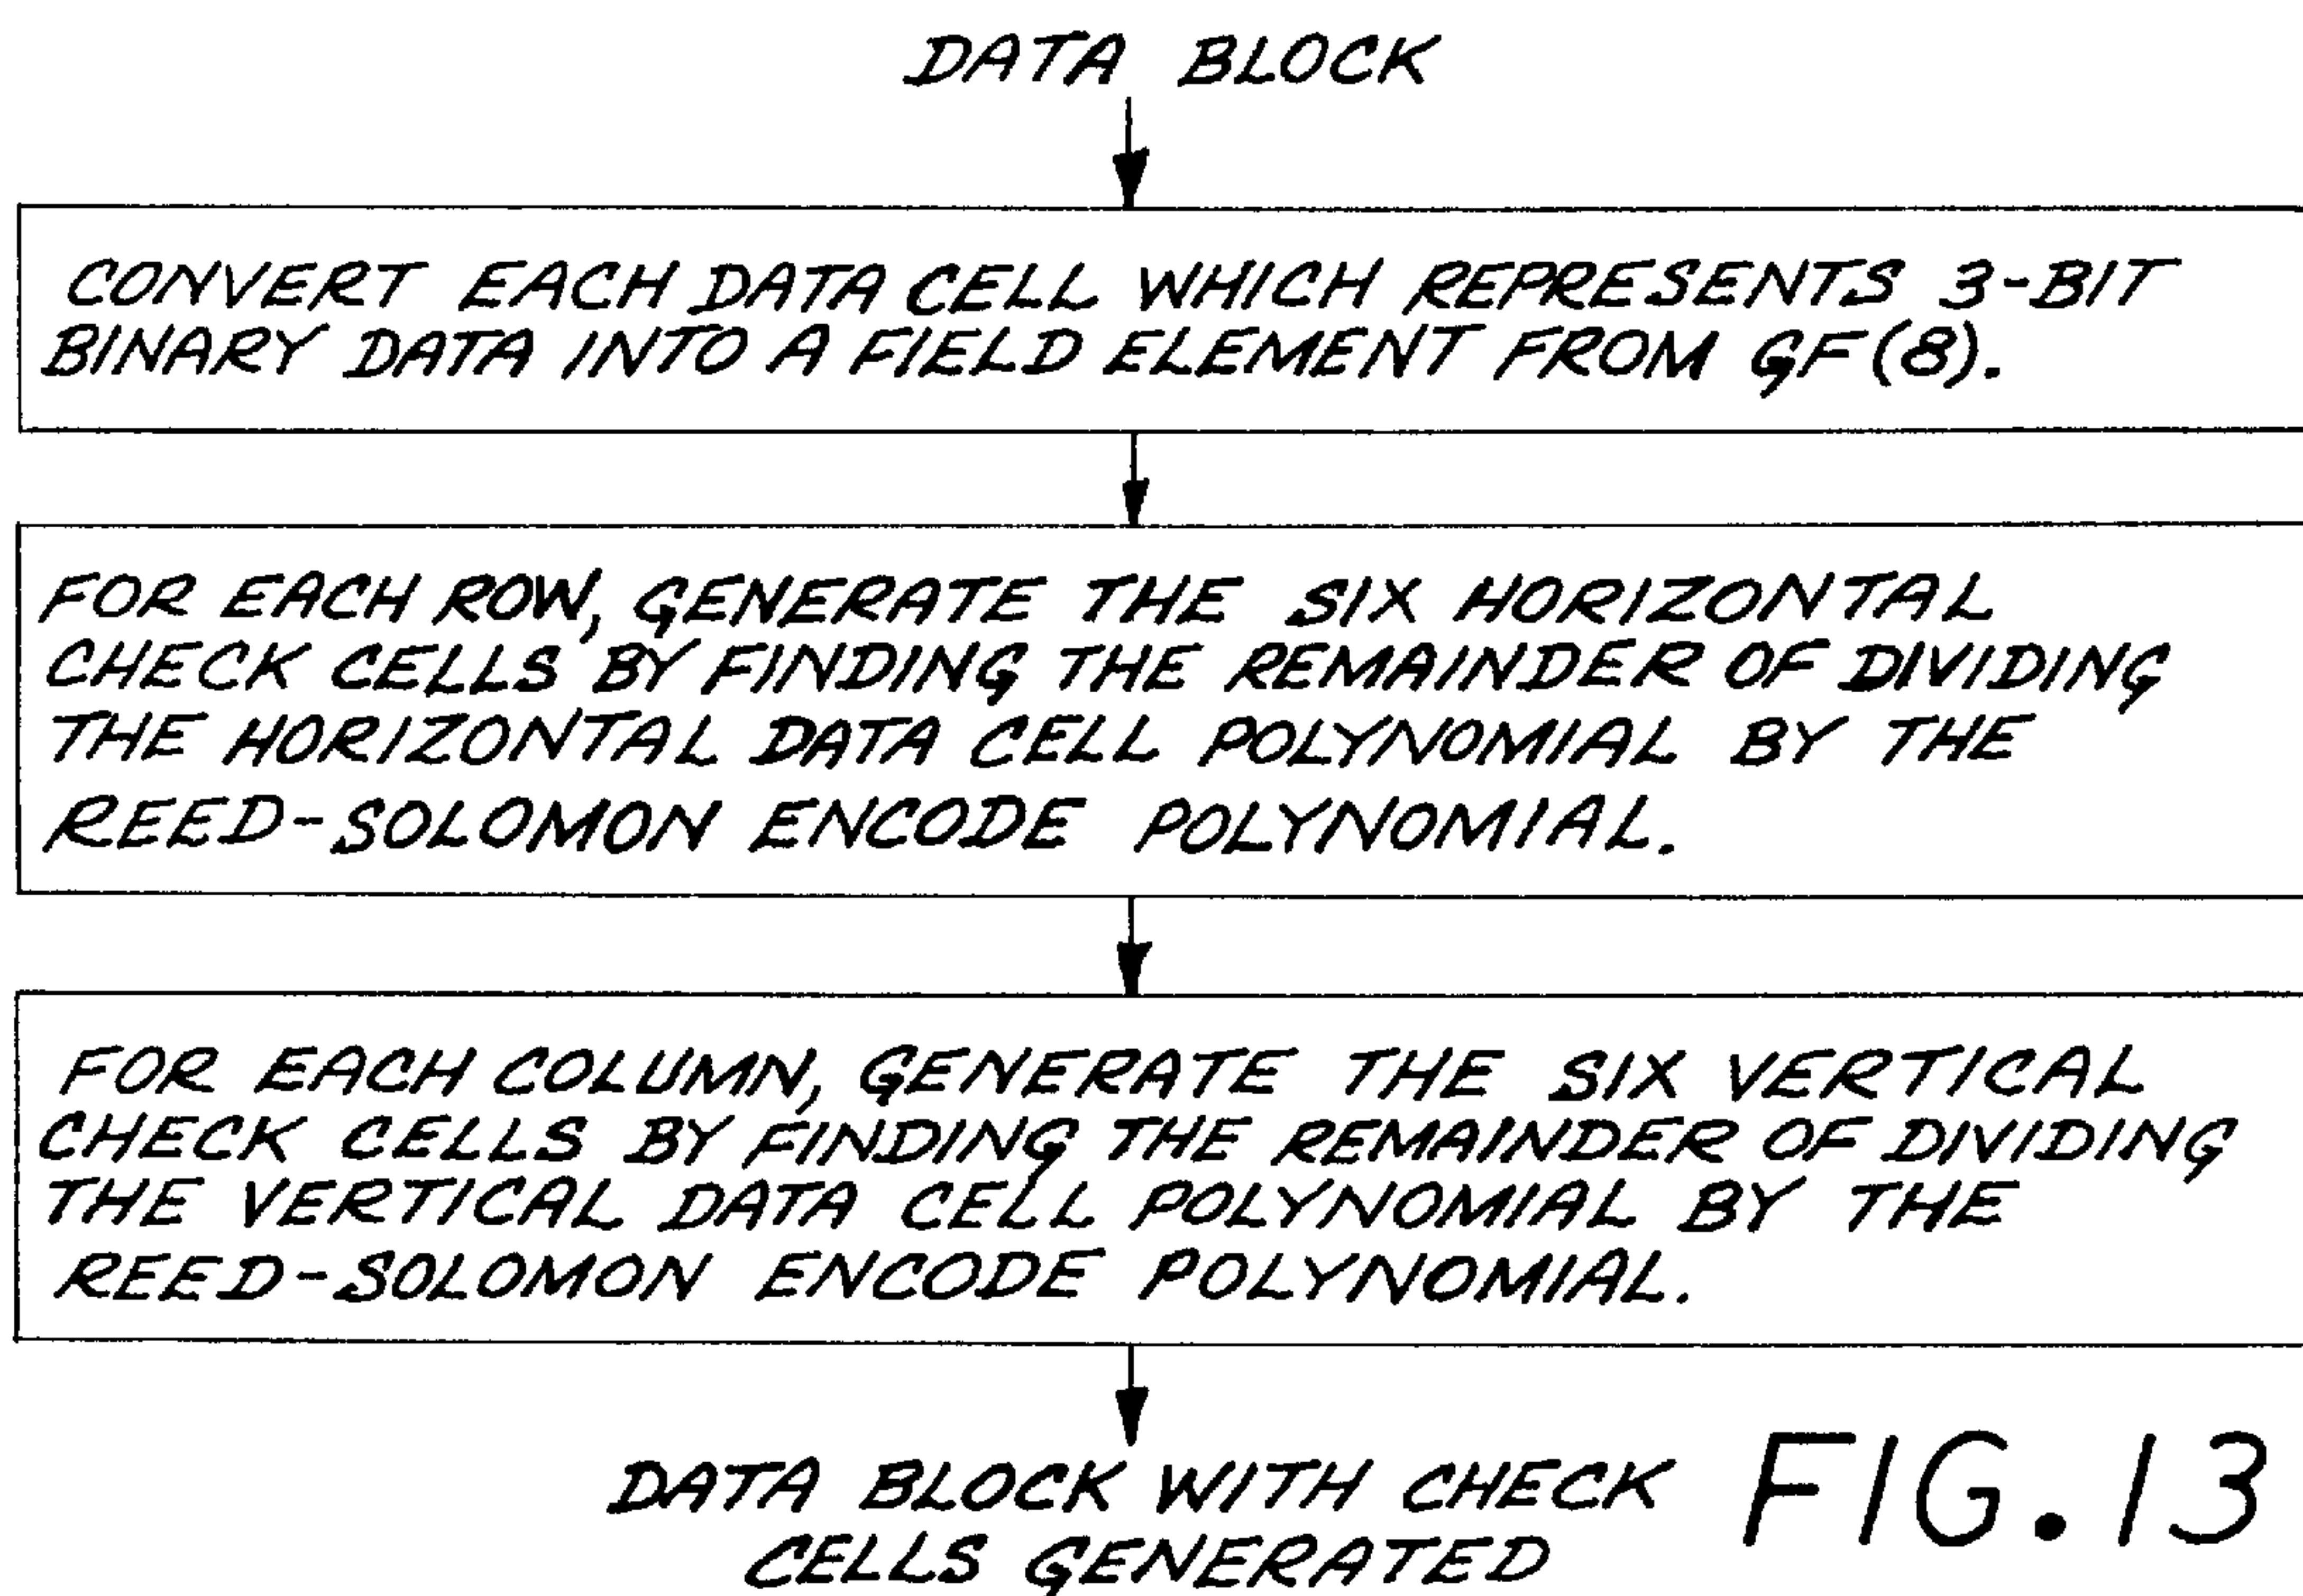 DATA BLOCK
CONVERT EACH DATA CELL WHICH REPRESENTS 3-BIT
BINARY DATA INTO A FIELD ELEMENT FROM GF(8).
FOR EACH ROW, GENERATE THE SIX HORIZONTAL
CHECK CELLS BY FINDING THE REMAINDER OF DIVIDING
THE HORIZONTAL DATA CELL POLYNOMIAL BY THE
REED-SOLOMON ENCODE POLYNOMIAL.
FOR EACH COLUMN, GENERATE THE SIX VERTICAL
CHECK CELLS BY FINDING THE REMAINDER OF DIVIDING
THE VERTICAL DATA CELL POLYNOMIAL BY THE
REED-SOLOMON ENCODE POLYNOMIAL.
DATA BLOCK WITH CHECK
CELLS GENERATED
FIG. 13